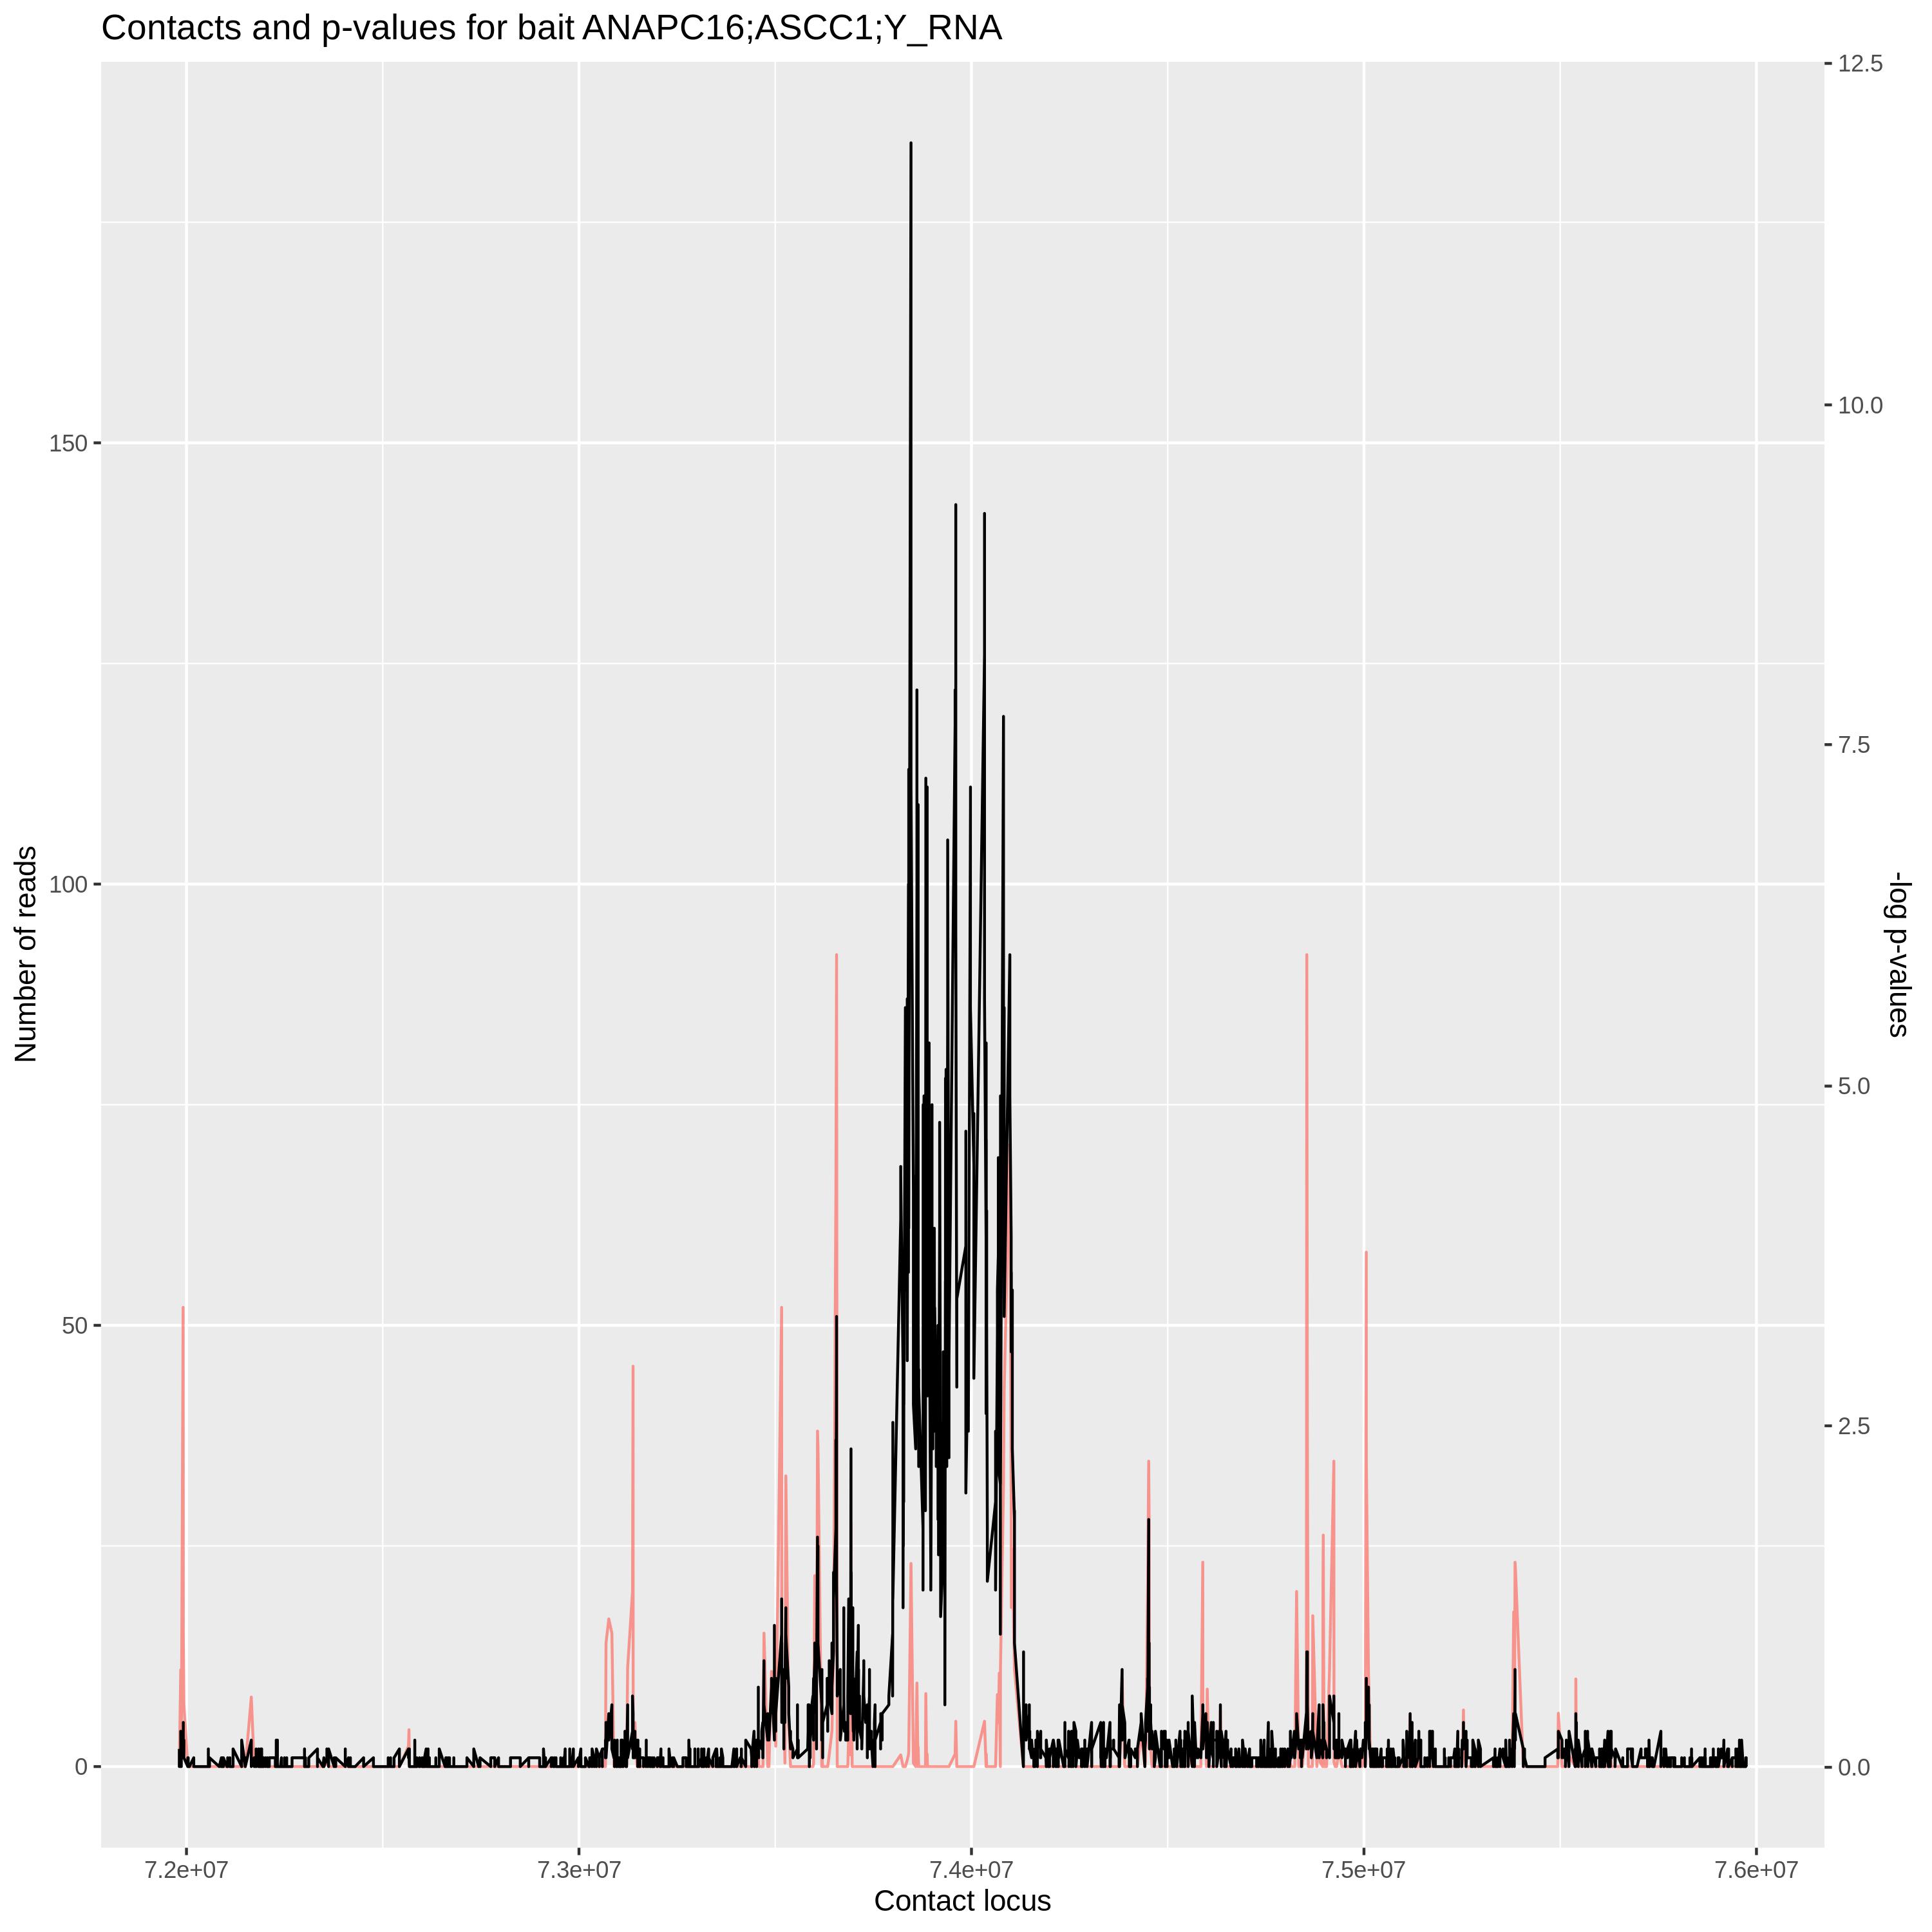 Contacts and p-values for bait ANAPC16;ASCC1;Y_RNA
12.5
10.0
7.5
5.0
2.5
0.0
-log p-values
150
100
50
0
Number of reads
7.2e+07
7.3e+07
7.4e+07
7.5e+07
7.6e+07
Contact locus